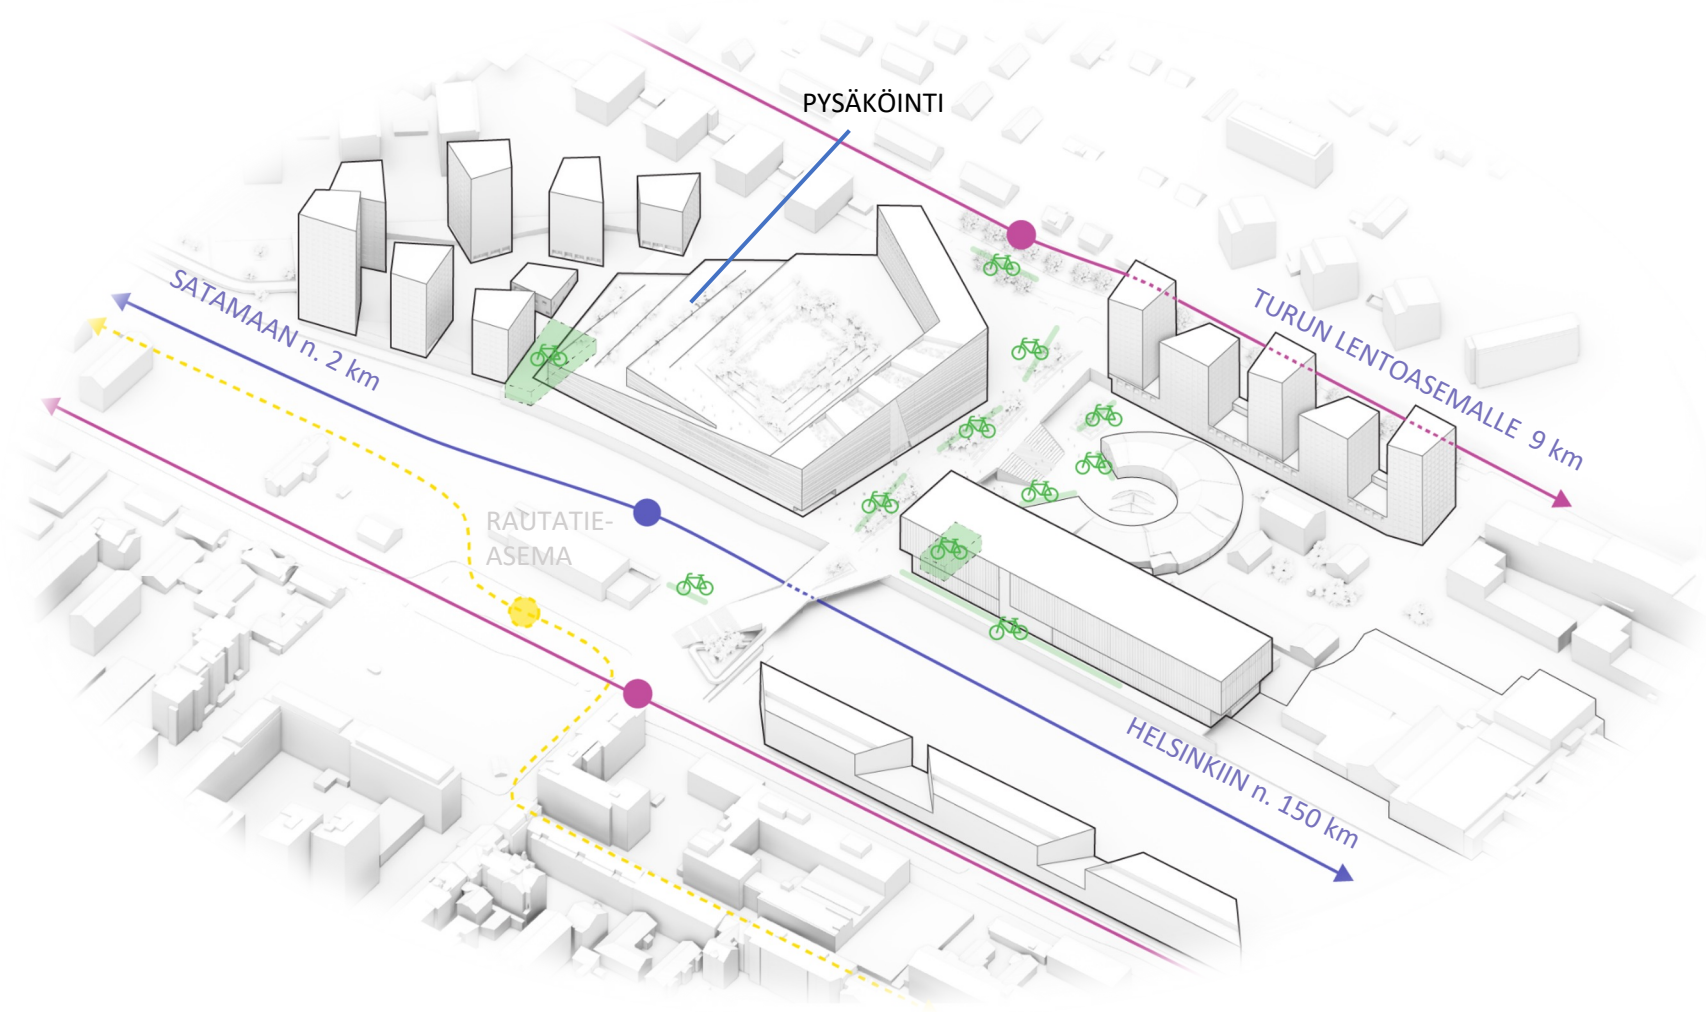 PYSÄKÖINTI
SATAMAAN n. 2 km
TURUN LENTOASEMALLE 9 km
RAUTATIE-
ASEMA
HELSINKIIN n. 150 km